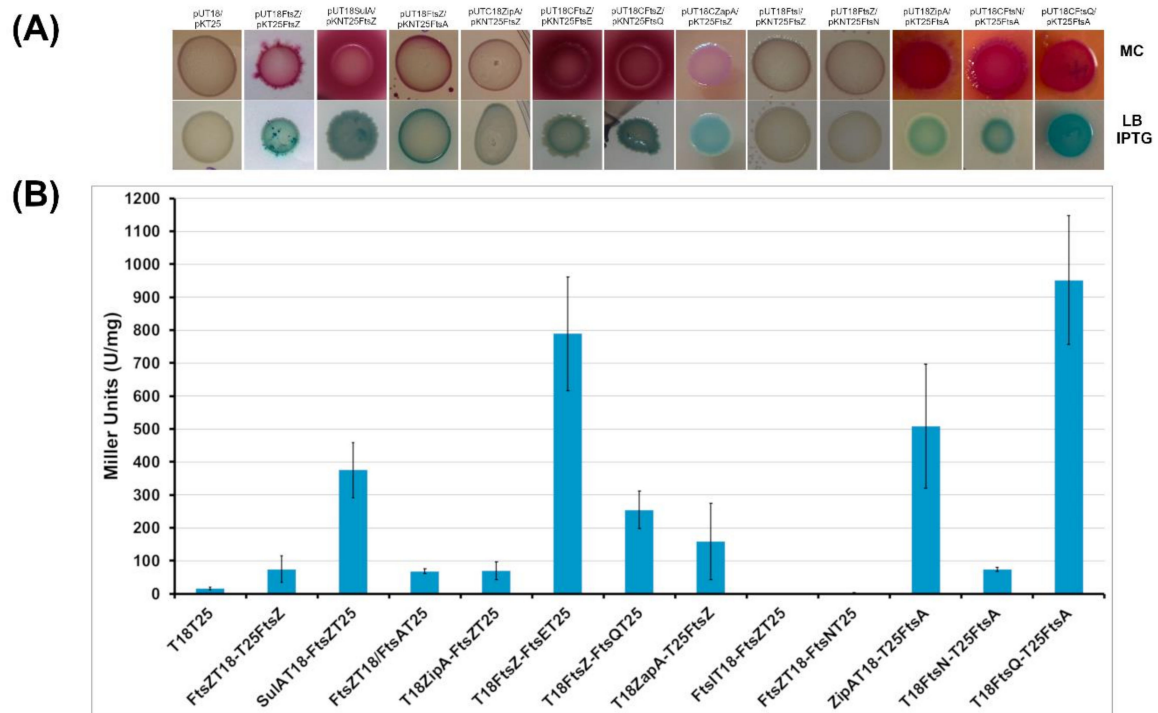 (A)
pUT18/ pUT18FtsZ/ pUT18SulA/ pUT18FtsZ/ pUTC18ZipA/ pUT18CFtsZ/ pUT18CFtsZ/ pUT18CZapA/ pUT18FtsI/ pUT18FtsZ/ pUT18ZipA/ pUT18CFtsN/ pUT18CFtsQ/
pKT25 pKT25FtsZ pKNT25FtsZ pKNT25FtsA pKNT25FtsZ pKNT25FtsE pKNT25FtsQ pKT25FtsZ pKNT25FtsZ pKNT25FtsN pKT25FtsA pKT25FtsA pKT25FtsA
MC
LB
IPTG
(B)
Miller Units (U/mg)
1200
1100
1000
900
800
700
600
500
400
300
200
100
0
T18T25
FtsZT18-T25FtsZ
SulAT18-FtsZT25
FtsZT18/FtsAT25
T18ZipA-FtsZT25
T18FtsZ-FtsET25
T18FtsZ-FtsQT25
T18ZapA-T25FtsZ
FtsIT18-FtsZT25
FtsZT18-FtsNT25
ZipAT18-T25FtsA
T18FtsN-T25FtsA
T18FtsQ-T25FtsA